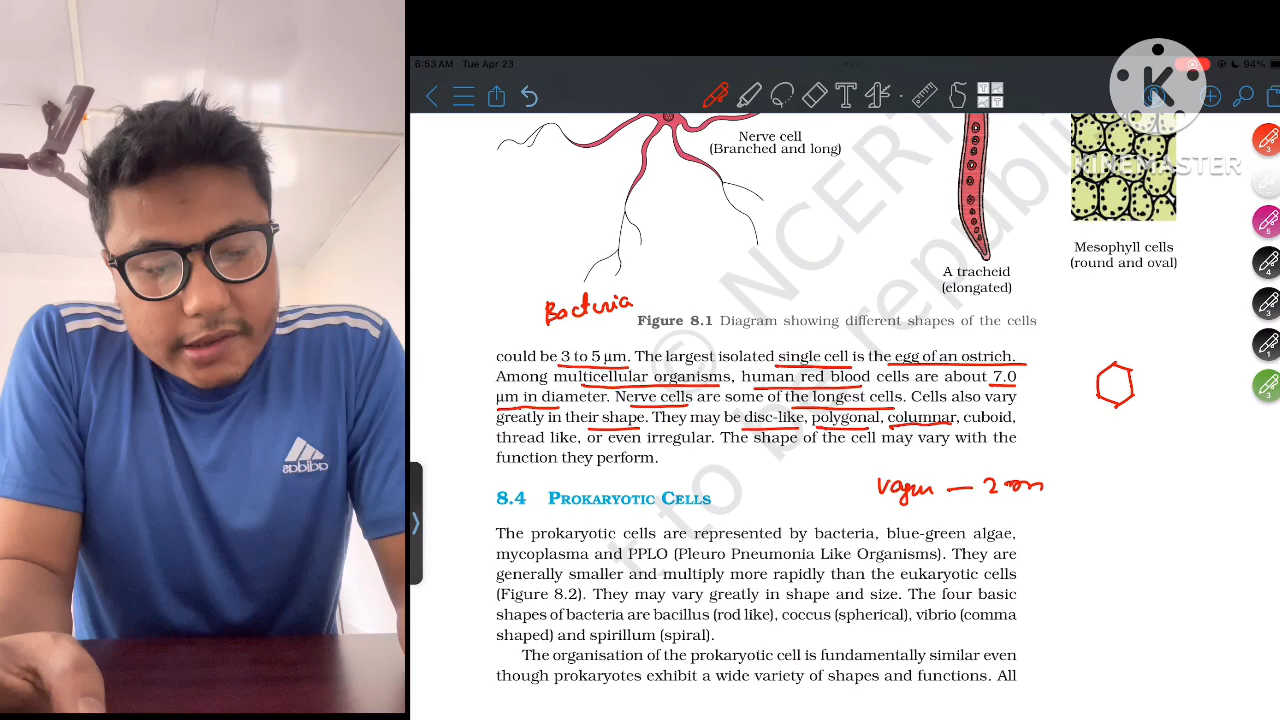 6:53 AM Tue Apr 23
94%
K
KINEMASTER
Nerve cell
(Branched and long)
A tracheid
(elongated)
Mesophyll cells
(round and oval)
Bacteria
Figure 8.1 Diagram showing different shapes of the cells
© NCERT
to be republi
could be 3 to 5 μm. The largest isolated single cell is the egg of an ostrich.
Among multicellular organisms, human red blood cells are about 7.0
μm in diameter. Nerve cells are some of the longest cells. Cells also vary
greatly in their shape. They may be disc-like, polygonal, columnar, cuboid,
thread like, or even irregular. The shape of the cell may vary with the
function they perform.
8.4 PROKARYOTIC CELLS
The prokaryotic cells are represented by bacteria, blue-green algae,
mycoplasma and PPLO (Pleuro Pneumonia Like Organisms). They are
generally smaller and multiply more rapidly than the eukaryotic cells
(Figure 8.2). They may vary greatly in shape and size. The four basic
shapes of bacteria are bacillus (rod like), coccus (spherical), vibrio (comma
shaped) and spirillum (spiral).
The organisation of the prokaryotic cell is fundamentally similar even
though prokaryotes exhibit a wide variety of shapes and functions. All
adidas